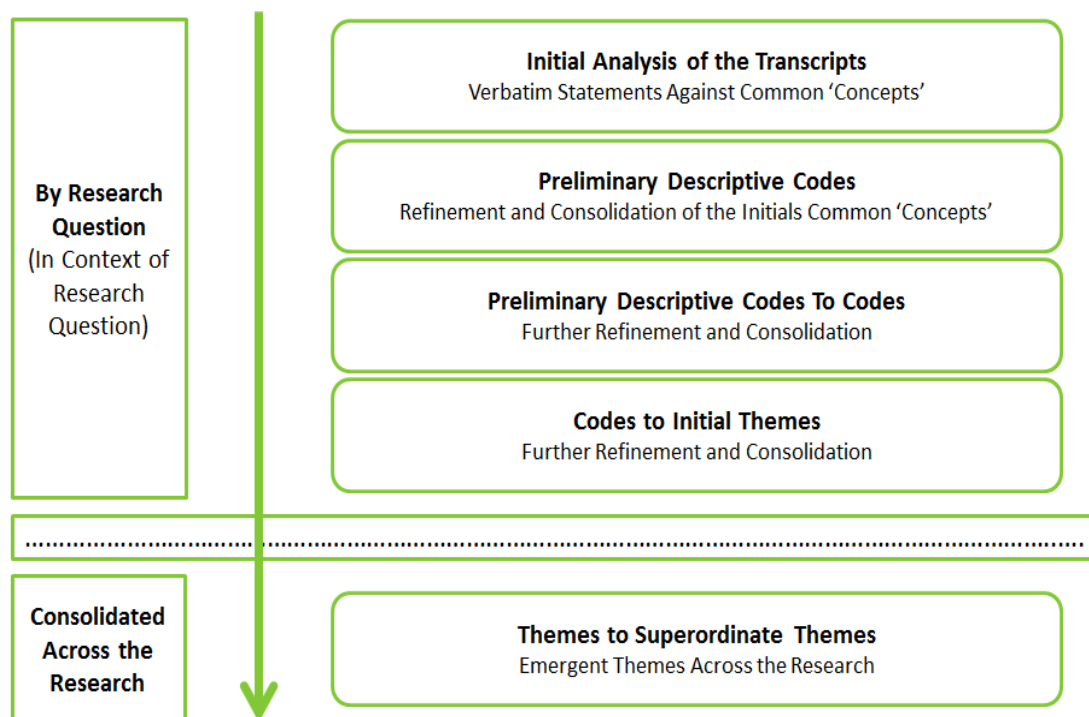 By Research
Question
(In Context of
Research
Question)
Initial Analysis of the Transcripts
Verbatim Statements Against Common ‘Concepts’
Preliminary Descriptive Codes
Refinement and Consolidation of the Initials Common ‘Concepts’
Preliminary Descriptive Codes To Codes
Further Refinement and Consolidation
Codes to Initial Themes
Further Refinement and Consolidation
Consolidated
Across the
Research
Themes to Superordinate Themes
Emergent Themes Across the Research